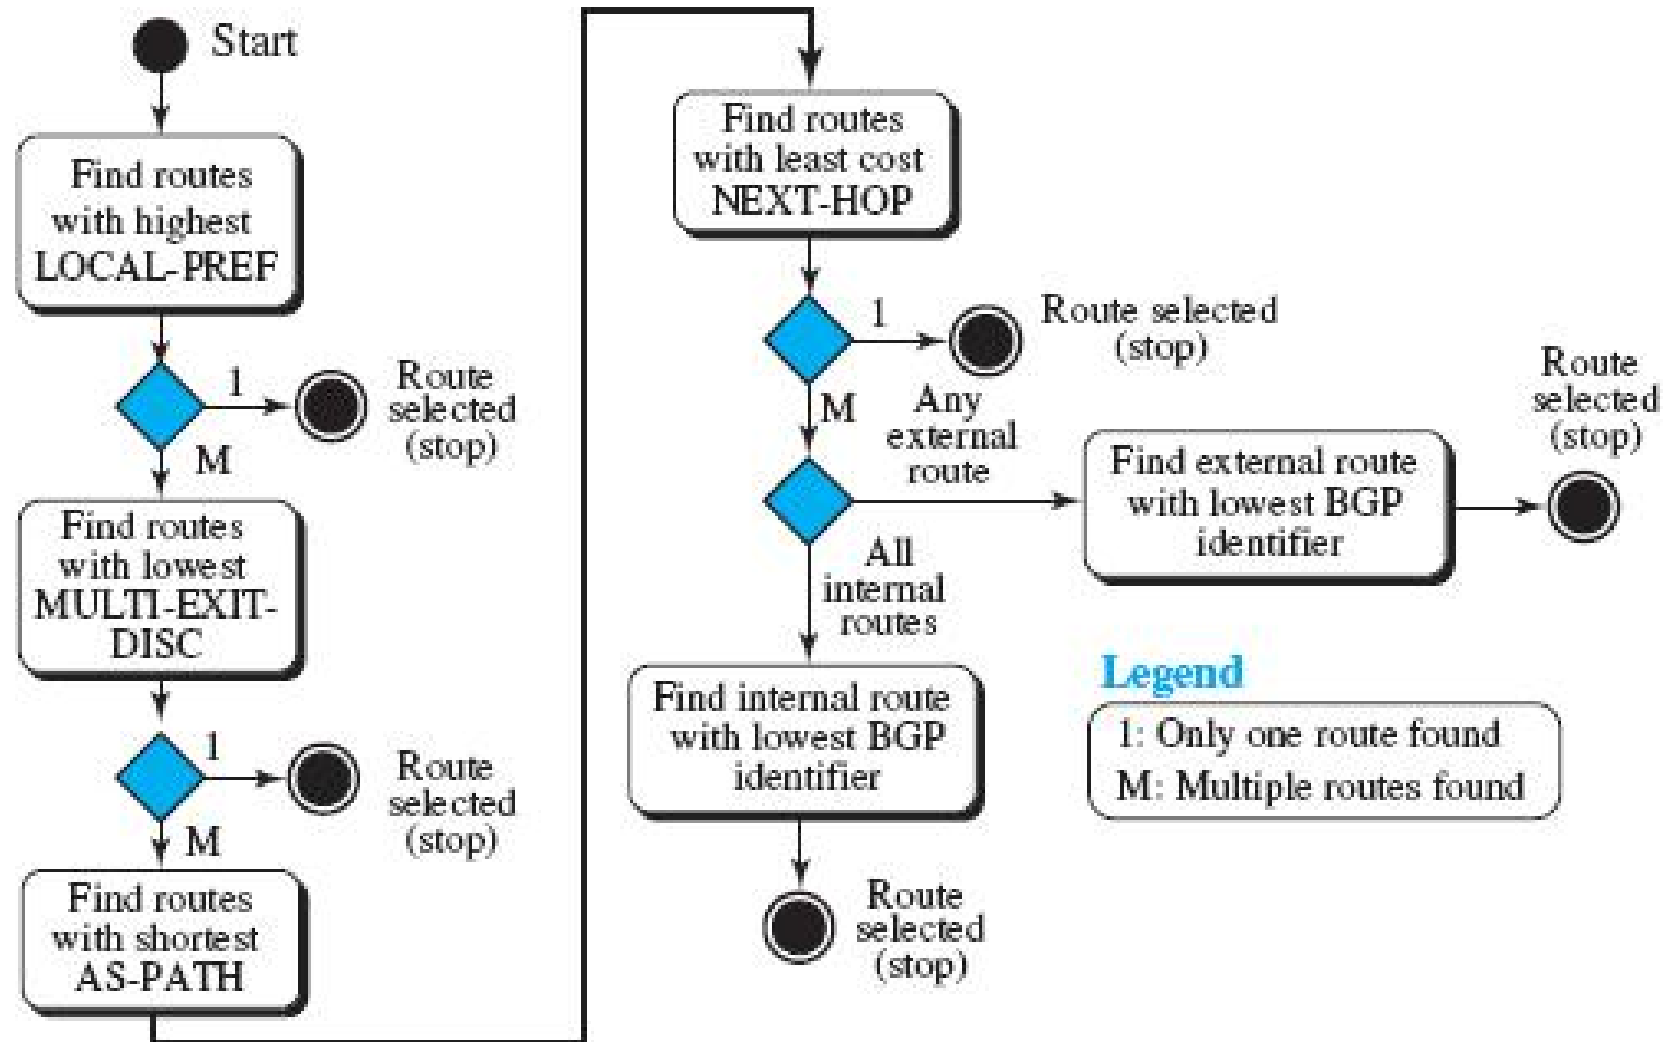 Start
Find routes
with highest
LOCAL-PREF
1
Route
selected
(stop)
M
Find routes
with lowest
MULTI-EXIT-
DISC
1
Route
selected
(stop)
M
Find routes
with shortest
AS-PATH
Find routes
with least cost
NEXT-HOP
1
Route selected
(stop)
M
Any
external
route
Find external route
with lowest BGP
identifier
Route
selected
(stop)
All
internal
routes
Find internal route
with lowest BGP
identifier
Route
selected
(stop)
Legend
1: Only one route found
M: Multiple routes found